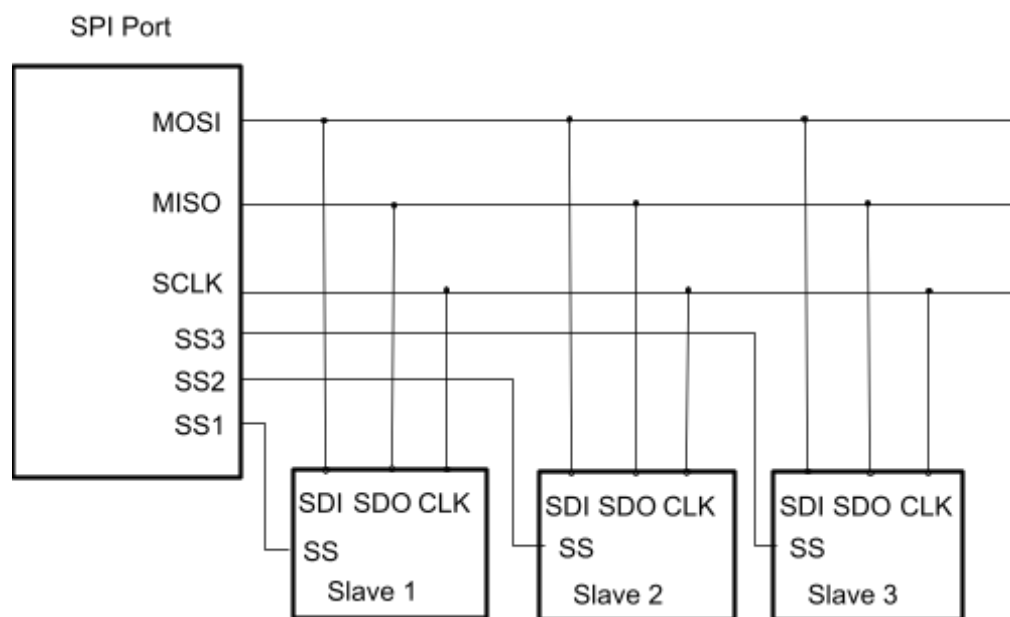 SPI Port
MOSI
MISO
SCLK
SS3
SS2
SS1
SDI SDO CLK
SS
Slave 1
SDI SDO CLK
SS
Slave 2
SDI SDO CLK
SS
Slave 3